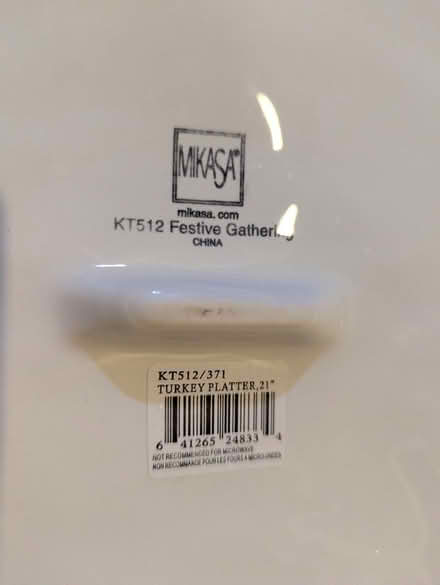 MIKASA®
mikasa.com
KT512 Festive Gathering
CHINA
KT512/371
TURKEY PLATTER,21"
6 41265 24833 4
NOT RECOMMENDED FOR MICROWAVE
NON RECOMMANDÉ POUR LES FOURS A MICRO-ONDES